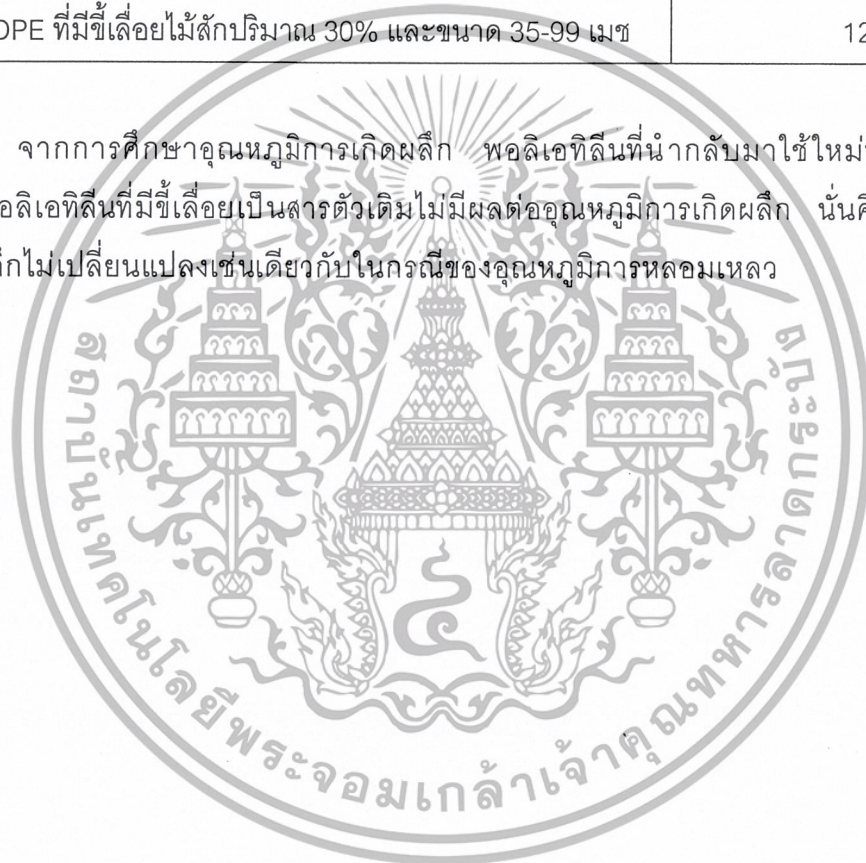 DPE ที่มีขี้เลื่อยไม้สักปริมาณ 30% และขนาด 35-99 เมช 12
จากการศึกษาอุณหภูมิการเกิดผลึก พอลิเอทิลีนที่นำกลับมาใช้ใหม่
อลิเอทิลีนที่มีขี้เลื่อยเป็นสารตัวเติมไม่มีผลต่ออุณหภูมิการเกิดผลึก นั่นคื
ึกไม่เปลี่ยนแปลงเช่นเดียวกับในกรณีของอุณหภูมิการหลอมเหลว
สถาบันเทคโนโลยีพระจอมเกล้าเจ้าคุณทหารลาดกระบัง
๔